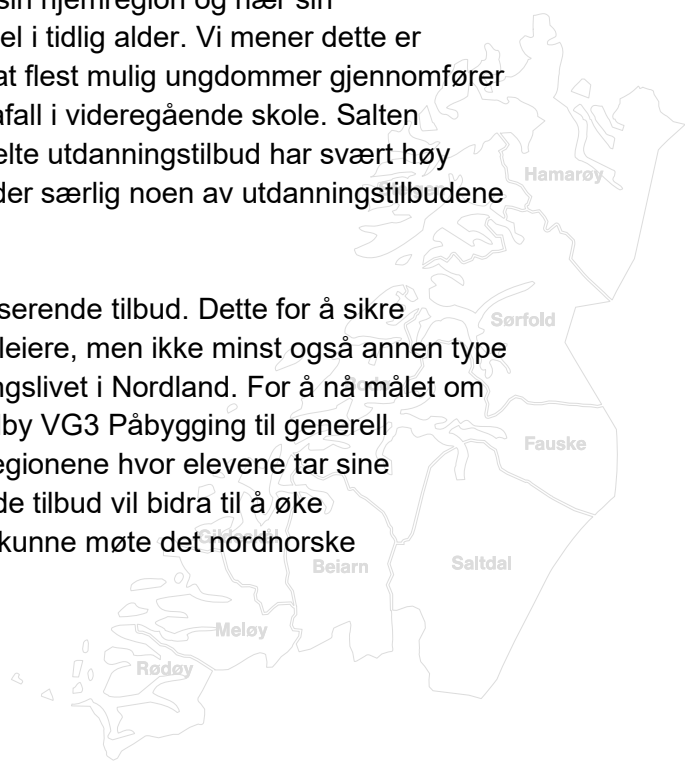 sin hjemregion og nær sin
el i tidlig alder. Vi mener dette er
at flest mulig ungdommer gjennomfører
afall i videregående skole. Salten
elte utdanningstilbud har svært høy
der særlig noen av utdanningstilbudene
Hamarøy
serende tilbud. Dette for å sikre
Sørfold
leiere, men ikke minst også annen type
ngslivet i Nordland. For å nå målet om
lby VG3 Påbygging til generell
Fauske
egionene hvor elevene tar sine
de tilbud vil bidra til å øke
kunne møte det nordnorske
Gildeskål
Beiarn
Saltdal
Meløy
Rødøy